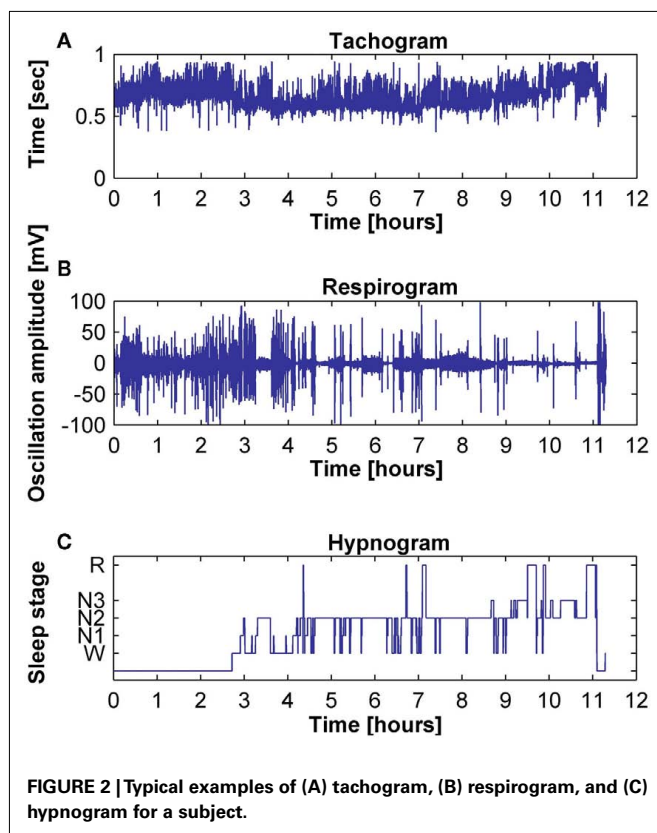 A
Tachogram
Time [sec]
1
0.5
0
0 1 2 3 4 5 6 7 8 9 10 11 12
Time [hours]
B
Respirogram
Oscillation amplitude [mV]
100
50
0
-50
-100
0 1 2 3 4 5 6 7 8 9 10 11 12
Time [hours]
C
Hypnogram
Sleep stage
R
N3
N2
N1
W
0 1 2 3 4 5 6 7 8 9 10 11 12
Time [hours]
FIGURE 2 | Typical examples of (A) tachogram, (B) respirogram, and (C)
hypnogram for a subject.